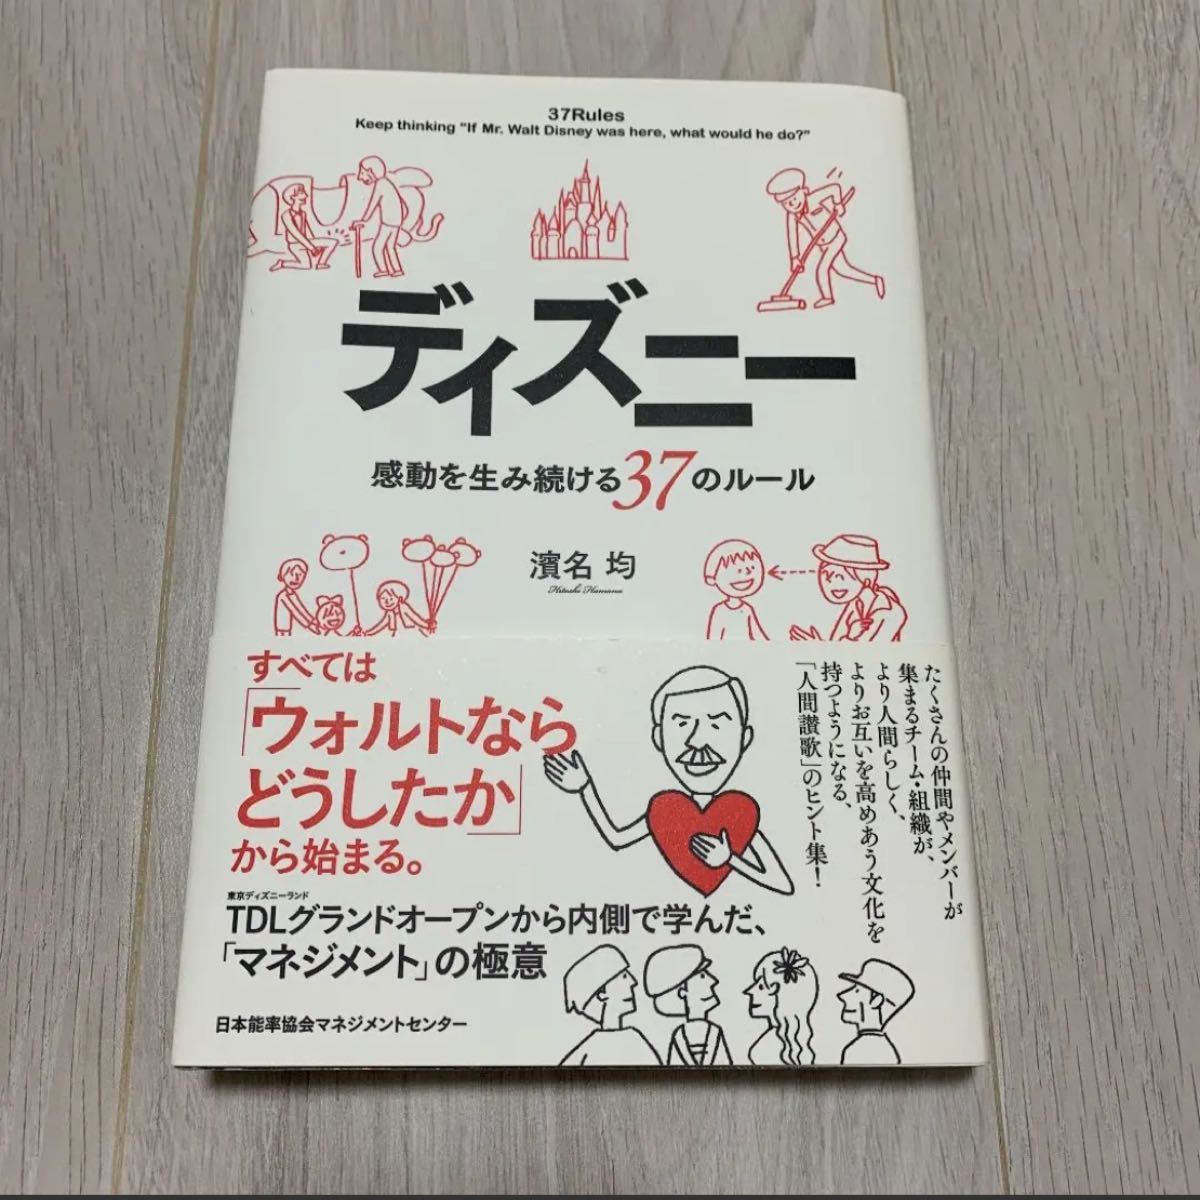 37Rules
Keep thinking "If Mr. Walt Disney was here, what would he do?"
ディズニー
感動を生み続ける37のルール
濱名 均
Hitoshi Hamana
すべては
「ウォルトなら
どうしたか」
から始まる。
たくさんの仲間やメンバーが
集まるチーム・組織が、
より人間らしく、
よりお互いを高めあう文化を
持つようになる、
「人間讃歌」のヒント集!
東京ディズニーランド
TDLグランドオープンから内側で学んだ、
「マネジメント」の極意
日本能率協会マネジメントセンター